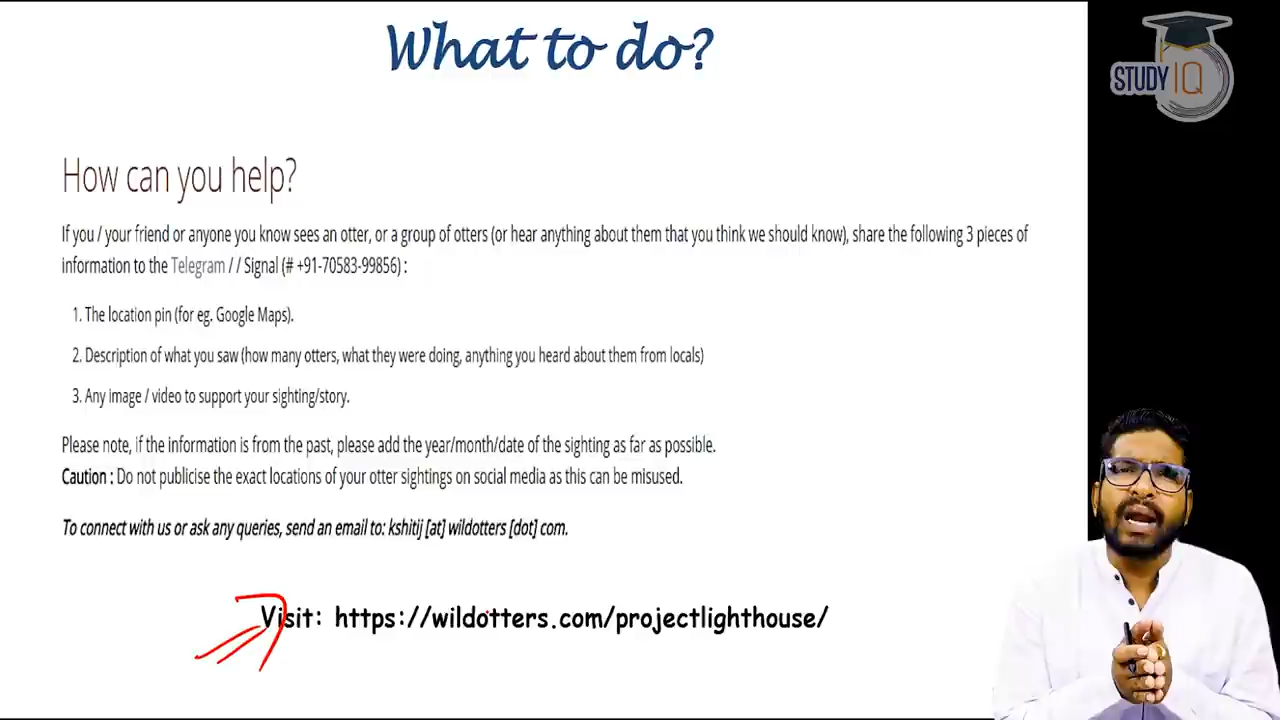 What to do?
STUDY IQ
How can you help?
If you / your friend or anyone you know sees an otter, or a group of otters (or hear anything about them that you think we should know), share the following 3 pieces of
information to the Telegram / / Signal (# +91-70583-99856) :
1. The location pin (for eg. Google Maps).
2. Description of what you saw (how many otters, what they were doing, anything you heard about them from locals)
3. Any image / video to support your sighting/story.
Please note, if the information is from the past, please add the year/month/date of the sighting as far as possible.
Caution : Do not publicise the exact locations of your otter sightings on social media as this can be misused.
To connect with us or ask any queries, send an email to: kshitij [at] wildotters [dot] com.
Visit: https://wildotters.com/projectlighthouse/